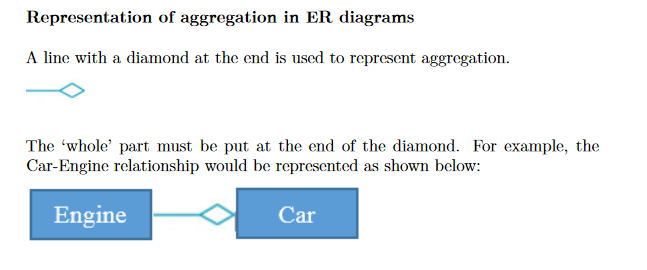 Representation of aggregation in ER diagrams
A line with a diamond at the end is used to represent aggregation.
The ‘whole’ part must be put at the end of the diamond. For example, the
Car-Engine relationship would be represented as shown below:
Engine Car